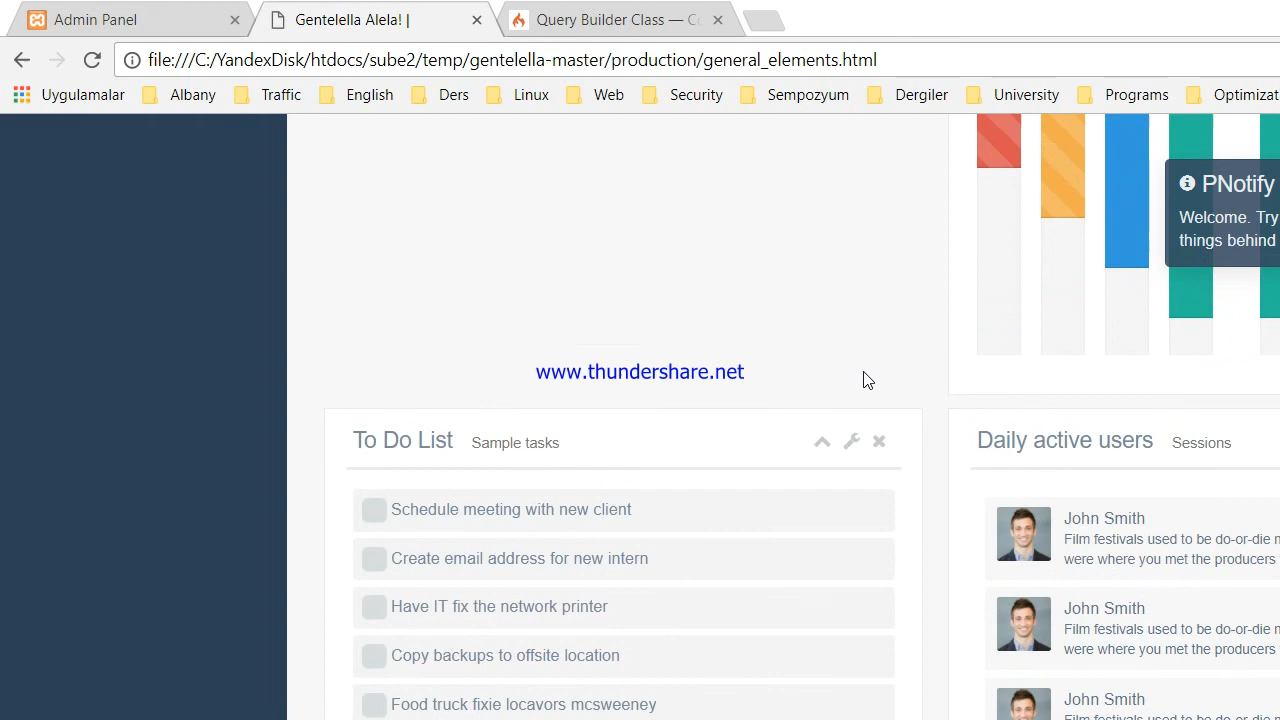 Admin Panel
Gentelella Alela! |
Query Builder Class — Co
file:///C:/YandexDisk/htdocs/sube2/temp/gentelella-master/production/general_elements.html
Uygulamalar
Albany
Traffic
English
Ders
Linux
Web
Security
Sempozyum
Dergiler
University
Programs
Optimizat
PNotify
Welcome. Try
things behind
www.thundershare.net
To Do List Sample tasks
Daily active users Sessions
Schedule meeting with new client
Create email address for new intern
Have IT fix the network printer
Copy backups to offsite location
Food truck fixie locavors mcsweeney
John Smith
Film festivals used to be do-or-die
were where you met the producers
John Smith
Film festivals used to be do-or-die
were where you met the producers
John Smith